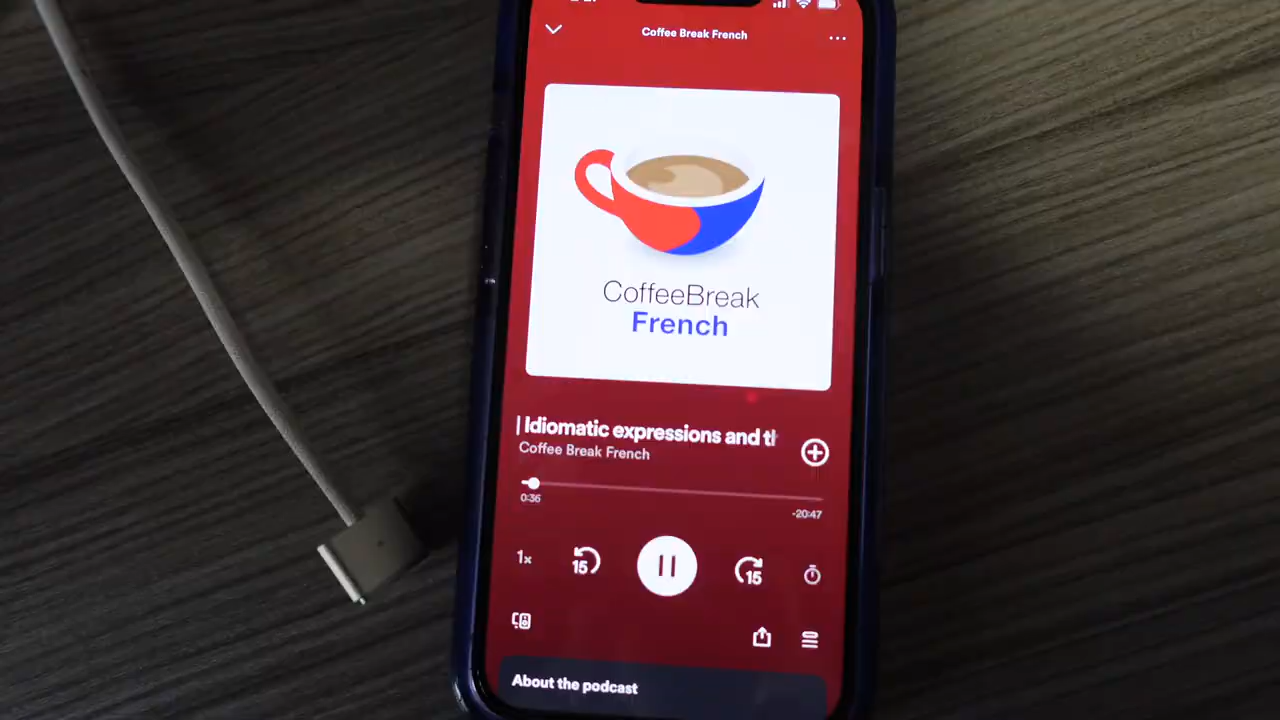 Coffee Break French
CoffeeBreak
French
| Idiomatic expressions and
Coffee Break French
0:36
-20:47
1x
15
15
About the podcast